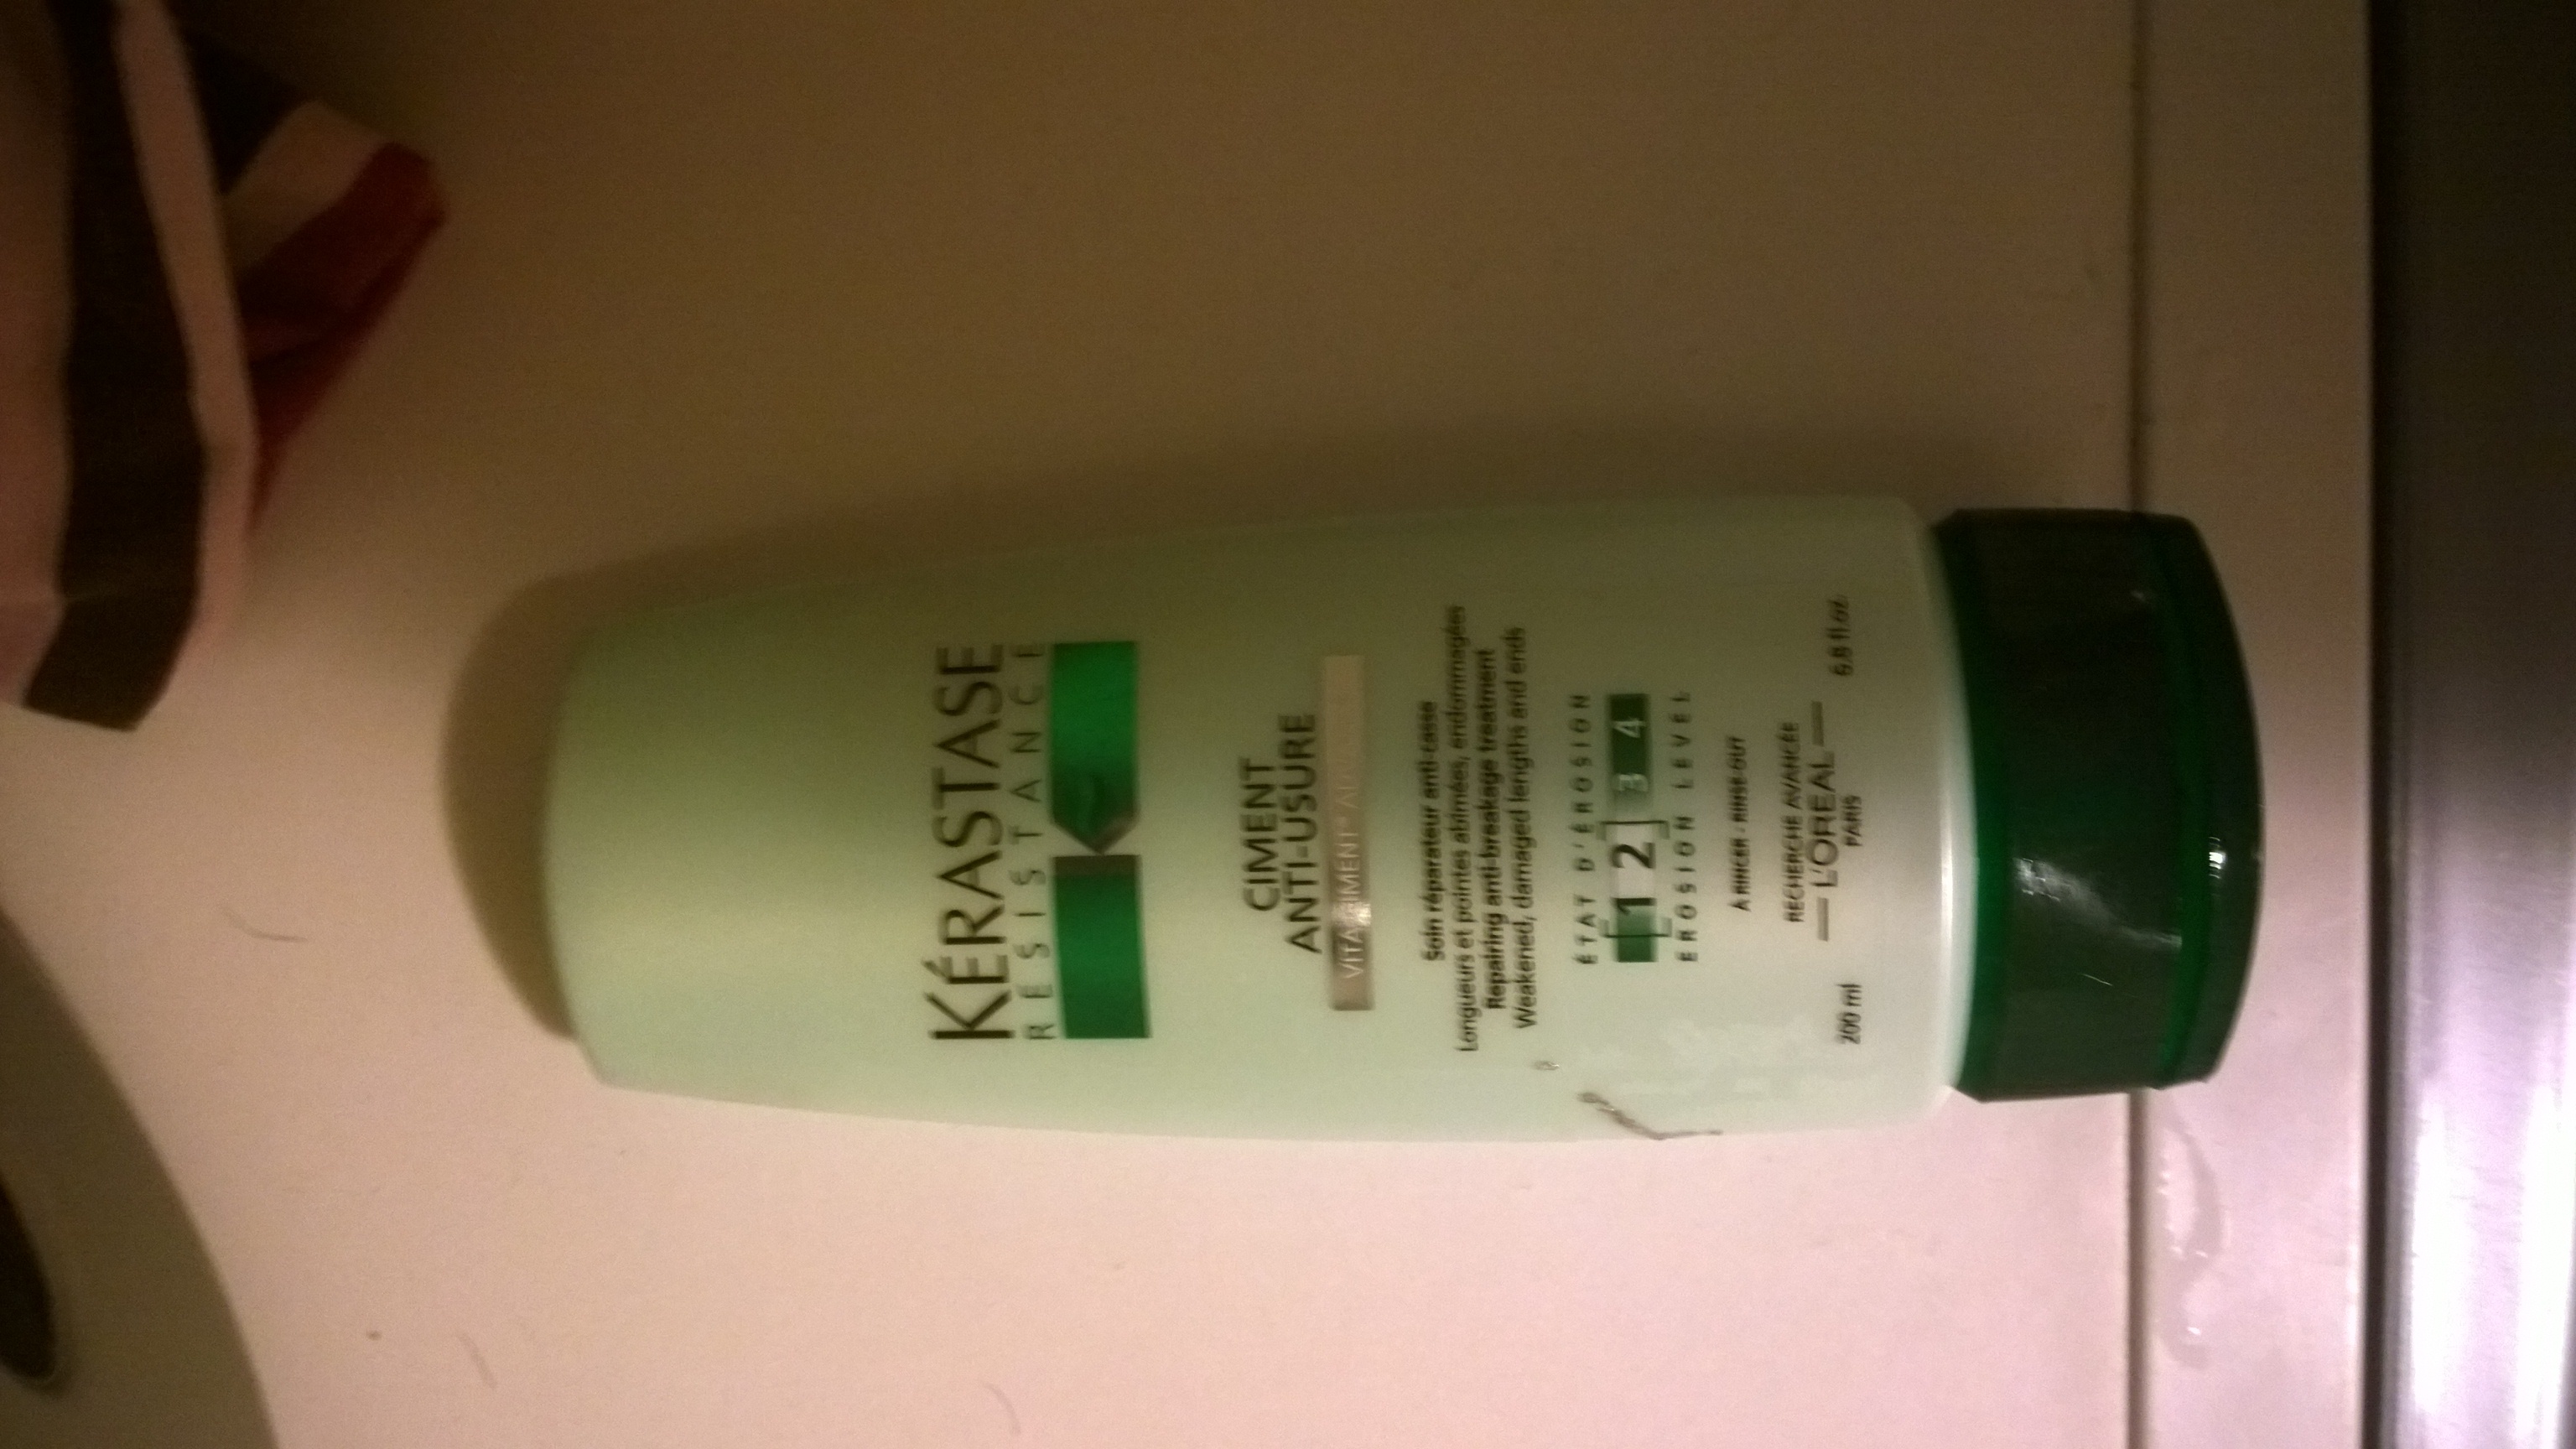 KÉRASTASE
RESISTANCE
CIMENT
ANTI-USURE
Soin réparateur anti-casse
Longueurs et pointes abîmées, endommagées
Repairing anti-breakage treatment
Weakened, damaged lengths and ends
ÉTAT D'ÉROSION
[1 2] 3 4
EROSION LEVEL
A RINCER - RINSE-OUT
RECHERCHE AVANCÉE
L'ORÉAL
PARIS
200 ml 6.8 fl.oz.